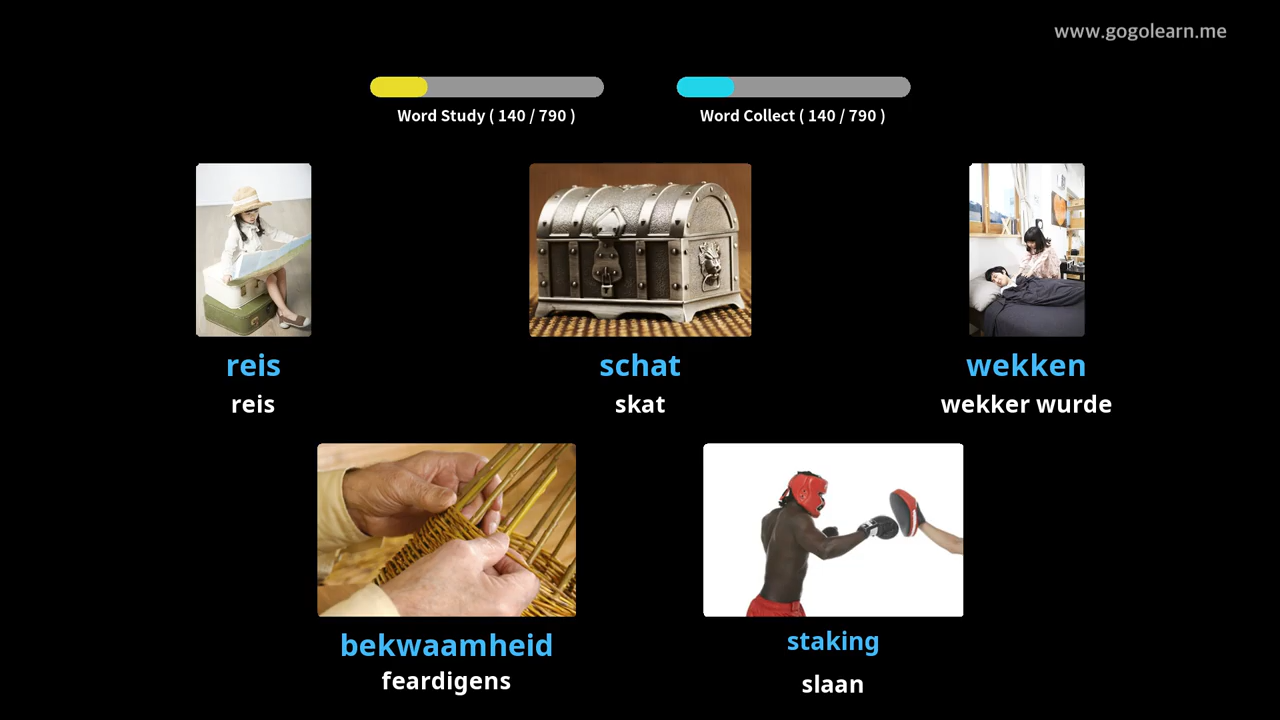 www.gogolearn.me
Word Study ( 140 / 790 )
Word Collect ( 140 / 790 )
reis
schat
wekken
reis
skat
wekker wurde
bekwaamheid
staking
feardigens
slaan